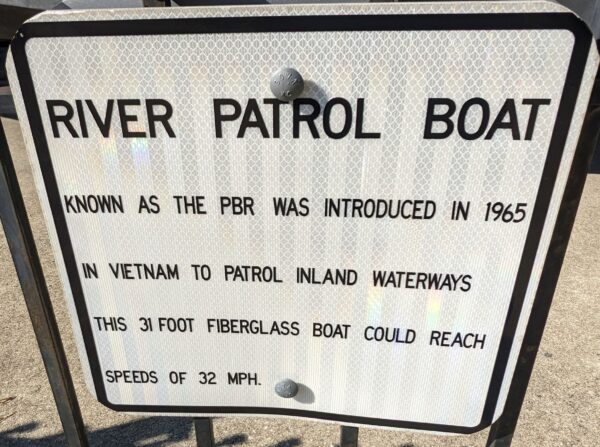 RIVER PATROL BOAT
KNOWN AS THE PBR WAS INTRODUCED IN 1965
IN VIETNAM TO PATROL INLAND WATERWAYS
THIS 31 FOOT FIBERGLASS BOAT COULD REACH
SPEEDS OF 32 MPH.